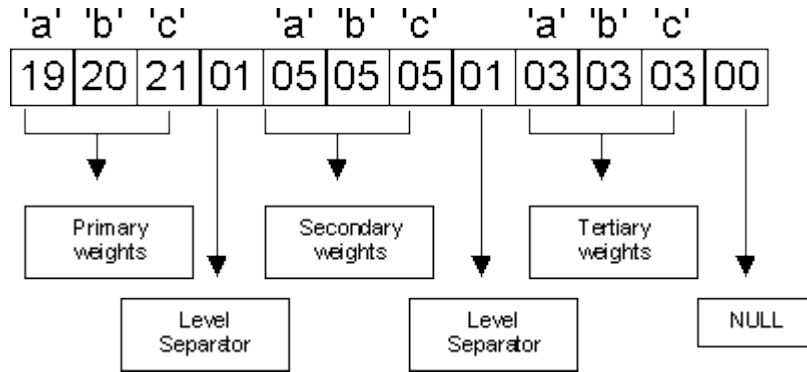 'a' 'b' 'c' 'a' 'b' 'c' 'a' 'b' 'c'
19 20 21 01 05 05 05 01 03 03 03 00
Primary
weights
Secondary
weights
Tertiary
weights
Level
Separator
Level
Separator
NULL